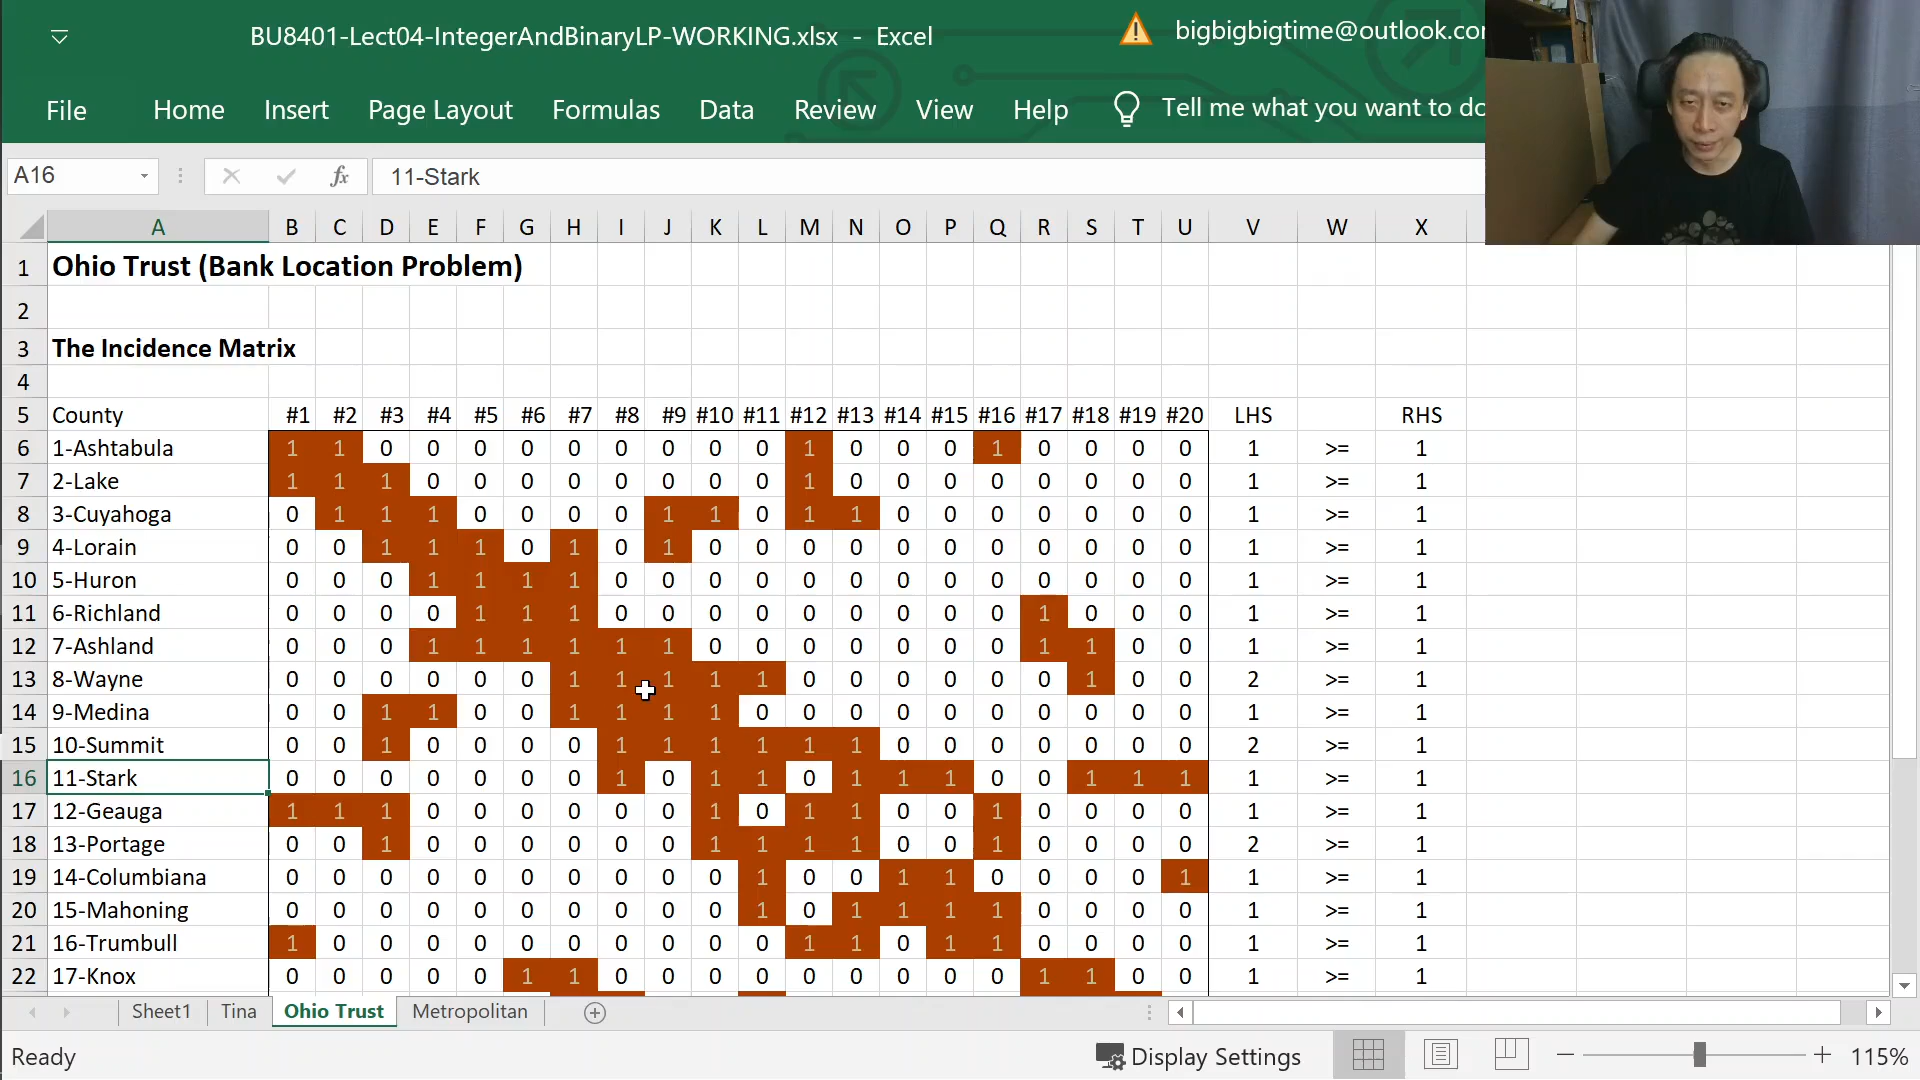 BU8401-Lect04-IntegerAndBinaryLP-WORKING.xlsx - Excel
bigbigbigtime@outlook.co
File Home Insert Page Layout Formulas Data Review View Help Tell me what you want to do
A16 fx 11-Stark
A B C D E F G H I J K L M N O P Q R S T U V W X
1 Ohio Trust (Bank Location Problem)
2
3 The Incidence Matrix
4
5 County #1 #2 #3 #4 #5 #6 #7 #8 #9 #10 #11 #12 #13 #14 #15 #16 #17 #18 #19 #20 LHS RHS
6 1-Ashtabula 1 1 0 0 0 0 0 0 0 0 0 1 0 0 0 1 0 0 0 0 1 >= 1
7 2-Lake 1 1 1 0 0 0 0 0 0 0 0 1 0 0 0 0 0 0 0 0 1 >= 1
8 3-Cuyahoga 0 1 1 1 0 0 0 0 1 1 0 1 1 0 0 0 0 0 0 0 1 >= 1
9 4-Lorain 0 0 1 1 1 0 1 0 1 0 0 0 0 0 0 0 0 0 0 0 1 >= 1
10 5-Huron 0 0 0 1 1 1 1 0 0 0 0 0 0 0 0 0 0 0 0 0 1 >= 1
11 6-Richland 0 0 0 0 1 1 1 0 0 0 0 0 0 0 0 0 1 0 0 0 1 >= 1
12 7-Ashland 0 0 0 1 1 1 1 1 1 0 0 0 0 0 0 0 1 1 0 0 1 >= 1
13 8-Wayne 0 0 0 0 0 0 1 1 1 1 1 0 0 0 0 0 0 1 0 0 2 >= 1
14 9-Medina 0 0 1 1 0 0 1 1 1 1 0 0 0 0 0 0 0 0 0 0 1 >= 1
15 10-Summit 0 0 1 0 0 0 0 1 1 1 1 1 1 0 0 0 0 0 0 0 2 >= 1
16 11-Stark 0 0 0 0 0 0 0 1 0 1 1 0 1 1 1 0 0 1 1 1 1 >= 1
17 12-Geauga 1 1 1 0 0 0 0 0 0 1 0 1 1 0 0 1 0 0 0 0 1 >= 1
18 13-Portage 0 0 1 0 0 0 0 0 0 1 1 1 1 0 0 1 0 0 0 0 2 >= 1
19 14-Columbiana 0 0 0 0 0 0 0 0 0 0 1 0 0 1 1 0 0 0 0 1 1 >= 1
20 15-Mahoning 0 0 0 0 0 0 0 0 0 0 1 0 1 1 1 1 0 0 0 0 1 >= 1
21 16-Trumbull 1 0 0 0 0 0 0 0 0 0 0 1 1 0 1 1 0 0 0 0 1 >= 1
22 17-Knox 0 0 0 0 0 1 1 0 0 0 0 0 0 0 0 0 1 1 0 0 1 >= 1
Sheet1 Tina Ohio Trust Metropolitan
Ready Display Settings 115%